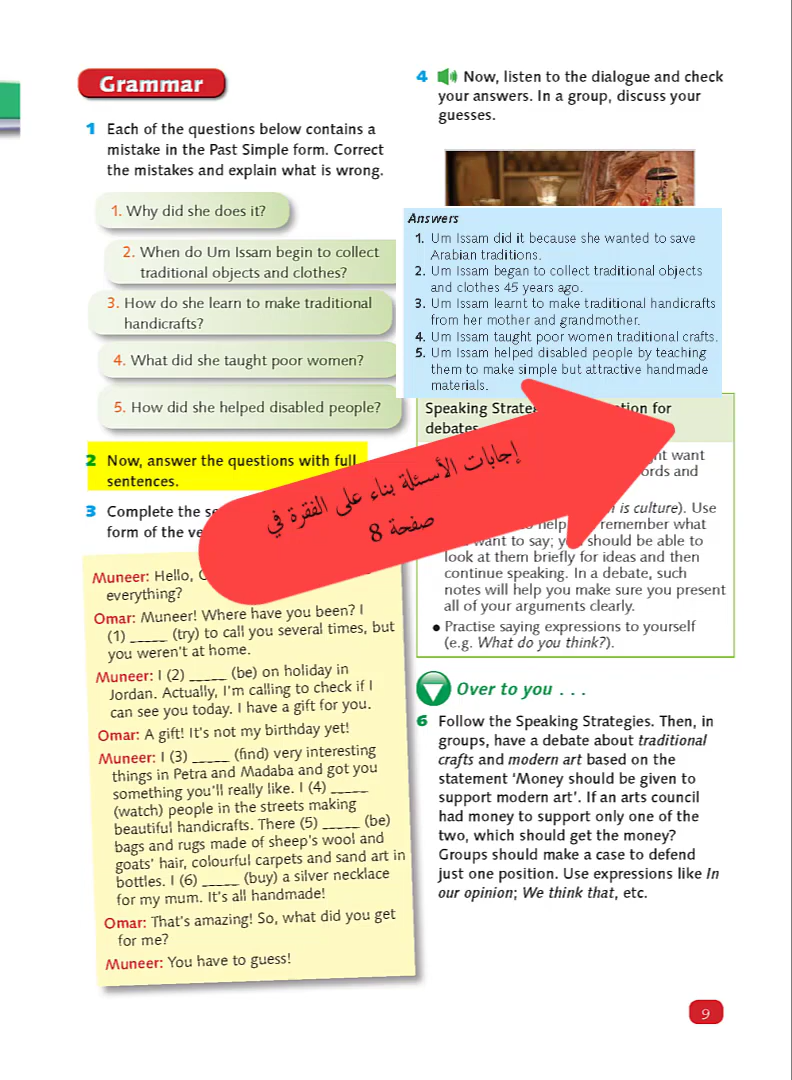 Grammar
1 Each of the questions below contains a
mistake in the Past Simple form. Correct
the mistakes and explain what is wrong.
1. Why did she does it?
2. When do Um Issam begin to collect
traditional objects and clothes?
3. How do she learn to make traditional
handicrafts?
4. What did she taught poor women?
5. How did she helped disabled people?
2 Now, answer the questions with full
sentences.
3 Complete the se
form of the ve
Muneer: Hello,
everything?
Omar: Muneer! Where have you been? I
(1) _____ (try) to call you several times, but
you weren't at home.
Muneer: I (2) _____ (be) on holiday in
Jordan. Actually, I'm calling to check if I
can see you today. I have a gift for you.
Omar: A gift! It's not my birthday yet!
Muneer: I (3) _____ (find) very interesting
things in Petra and Madaba and got you
something you'll really like. I (4) _____
(watch) people in the streets making
beautiful handicrafts. There (5) _____ (be)
bags and rugs made of sheep's wool and
goats' hair, colourful carpets and sand art in
bottles. I (6) _____ (buy) a silver necklace
for my mum. It's all handmade!
Omar: That's amazing! So, what did you get
for me?
Muneer: You have to guess!
4 Now, listen to the dialogue and check
your answers. In a group, discuss your
guesses.
Answers
1. Um Issam did it because she wanted to save
Arabian traditions.
2. Um Issam began to collect traditional objects
and clothes 45 years ago.
3. Um Issam learnt to make traditional handicrafts
from her mother and grandmother.
4. Um Issam taught poor women traditional crafts.
5. Um Issam helped disabled people by teaching
them to make simple but attractive handmade
materials.
Speaking Strate tion for
debates
إجابات الأسئلة بناء على الفقرة في
صفحة 8
ht want
ords and
is culture). Use
help remember what
want to say; you should be able to
look at them briefly for ideas and then
continue speaking. In a debate, such
notes will help you make sure you present
all of your arguments clearly.
● Practise saying expressions to yourself
(e.g. What do you think?).
Over to you . . .
6 Follow the Speaking Strategies. Then, in
groups, have a debate about traditional
crafts and modern art based on the
statement 'Money should be given to
support modern art'. If an arts council
had money to support only one of the
two, which should get the money?
Groups should make a case to defend
just one position. Use expressions like In
our opinion; We think that, etc.
9